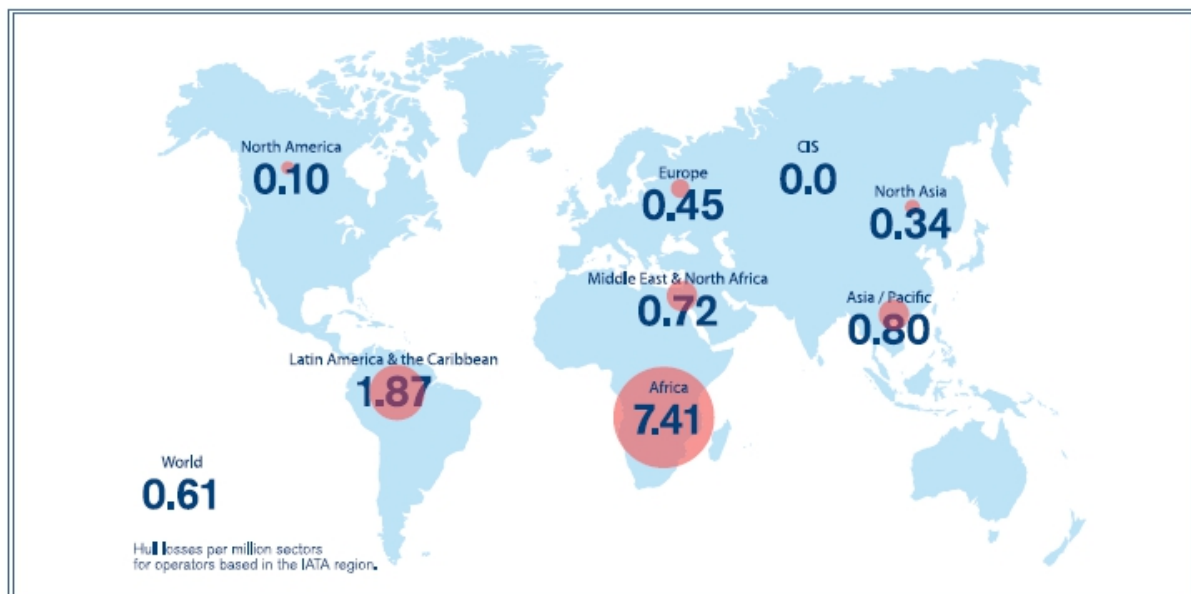 North America
0.10
CIS
0.0
Europe
0.45
North Asia
0.34
Middle East & North Africa
0.72
Asia / Pacific
0.80
Latin America & the Caribbean
1.87
Africa
7.41
World
0.61
Hull losses per million sectors
for operators based in the IATA region.